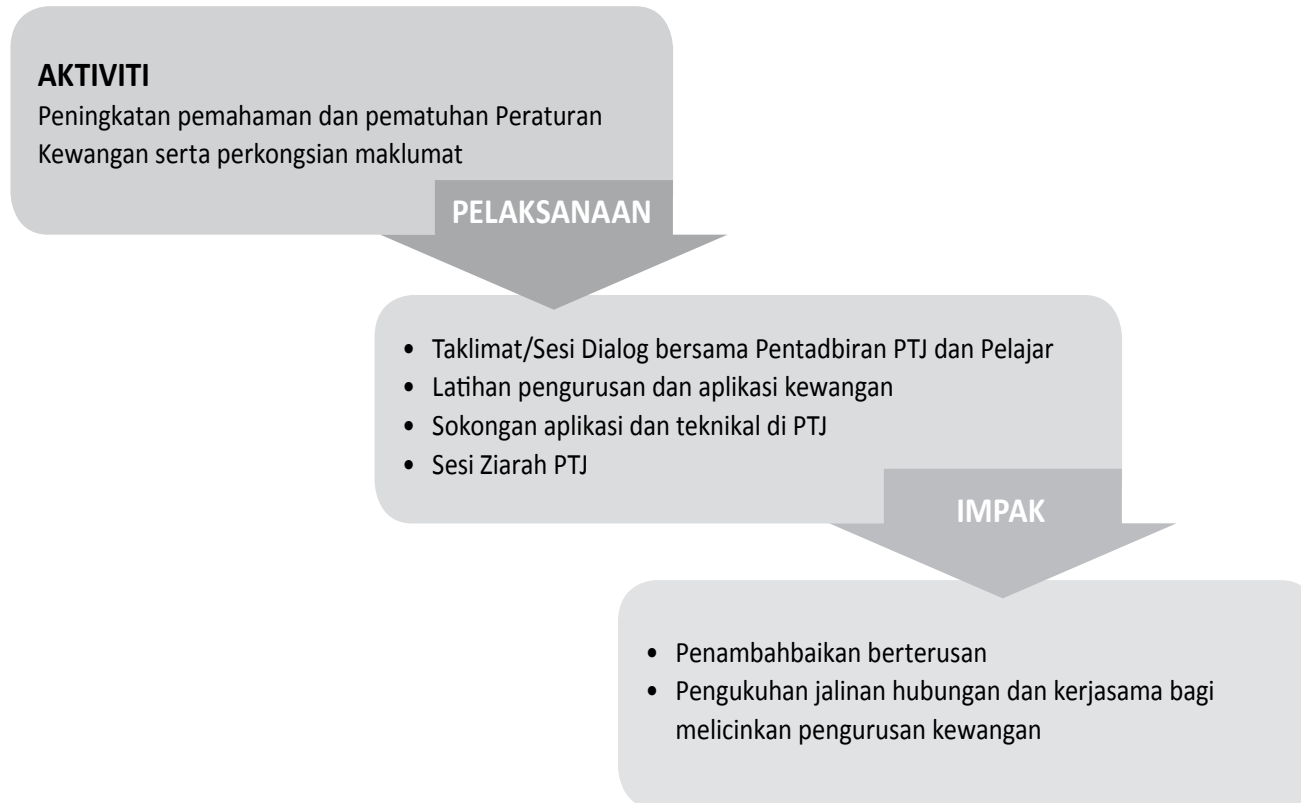 AKTIVITI
Peningkatan pemahaman dan pematuhan Peraturan
Kewangan serta perkongsian maklumat
PELAKSANAAN
• Taklimat/Sesi Dialog bersama Pentadbiran PTJ dan Pelajar
• Latihan pengurusan dan aplikasi kewangan
• Sokongan aplikasi dan teknikal di PTJ
• Sesi Ziarah PTJ
IMPAK
• Penambahbaikan berterusan
• Pengukuhan jalinan hubungan dan kerjasama bagi
melicinkan pengurusan kewangan